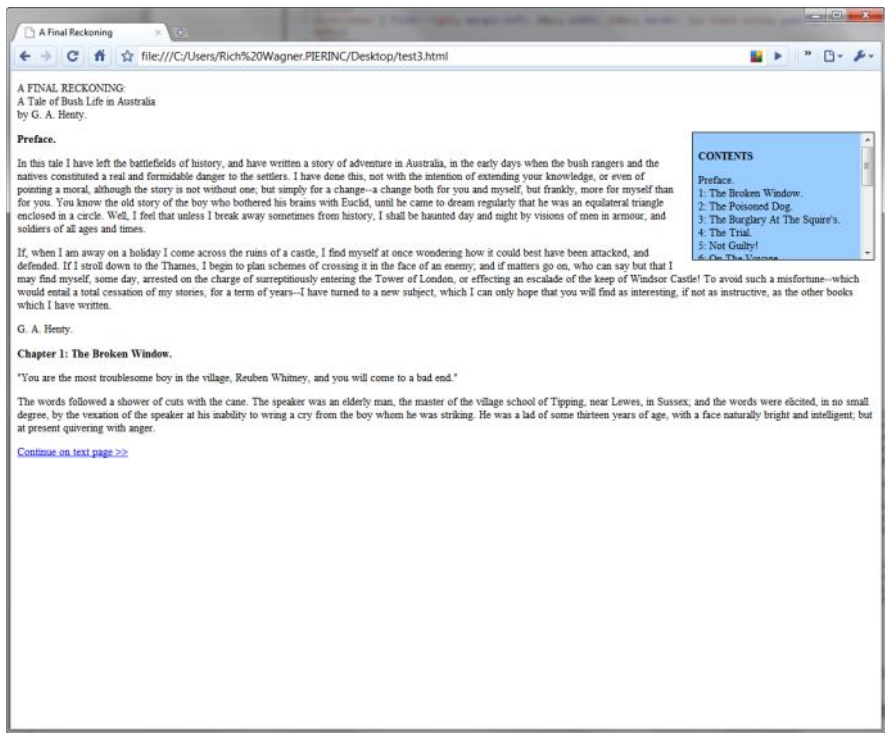 A Final Reckoning
file:///C:/Users/Rich%20Wagner.PIERINC/Desktop/test3.html
A FINAL RECKONING:
A Tale of Bush Life in Australia
by G. A. Henty.
Preface.
In this tale I have left the battlefields of history, and have written a story of adventure in Australia, in the early days when the bush rangers and the
natives constituted a real and formidable danger to the settlers. I have done this, not with the intention of extending your knowledge, or even of
pointing a moral, although the story is not without one; but simply for a change--a change both for you and myself, but frankly, more for myself than
for you. You know the old story of the boy who bothered his brains with Euclid, until he came to dream regularly that he was an equilateral triangle
enclosed in a circle. Well, I feel that unless I break away sometimes from history, I shall be haunted day and night by visions of men in armour, and
soldiers of all ages and times.
CONTENTS
Preface.
1: The Broken Window.
2: The Poisoned Dog.
3: The Burglary At The Squire's.
4: The Trial.
5: Not Guilty!
6: On The Voyage.
If, when I am away on a holiday I come across the ruins of a castle, I find myself at once wondering how it could best have been attacked, and
defended. If I stroll down to the Thames, I begin to plan schemes of crossing it in the face of an enemy; and if matters go on, who can say but that I
may find myself, some day, arrested on the charge of surreptitiously entering the Tower of London, or effecting an escalade of the keep of Windsor Castle! To avoid such a misfortune--which
would entail a total cessation of my stories, for a term of years--I have turned to a new subject, which I can only hope that you will find as interesting, if not as instructive, as the other books
which I have written.
G. A. Henty.
Chapter 1: The Broken Window.
"You are the most troublesome boy in the village, Reuben Whitney, and you will come to a bad end."
The words followed a shower of cuts with the cane. The speaker was an elderly man, the master of the village school of Tipping, near Lewes, in Sussex; and the words were elicited, in no small
degree, by the vexation of the speaker at his inability to wring a cry from the boy whom he was striking. He was a lad of some thirteen years of age, with a face naturally bright and intelligent; but
at present quivering with anger.
Continue on text page >>